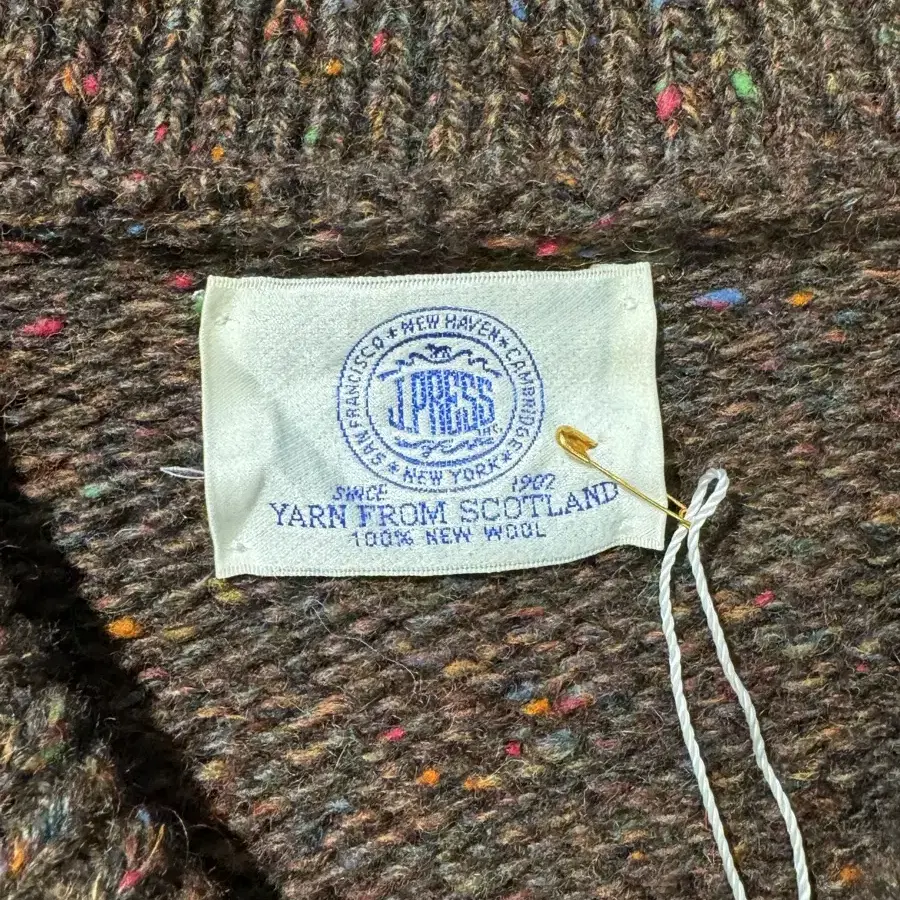 ★ NEW HAVEN ★ CAMBRIDGE ★ NEW YORK ★ SAN FRANCISCO
J.PRESS
INC.
SINCE 1902
YARN FROM SCOTLAND
100% NEW WOOL